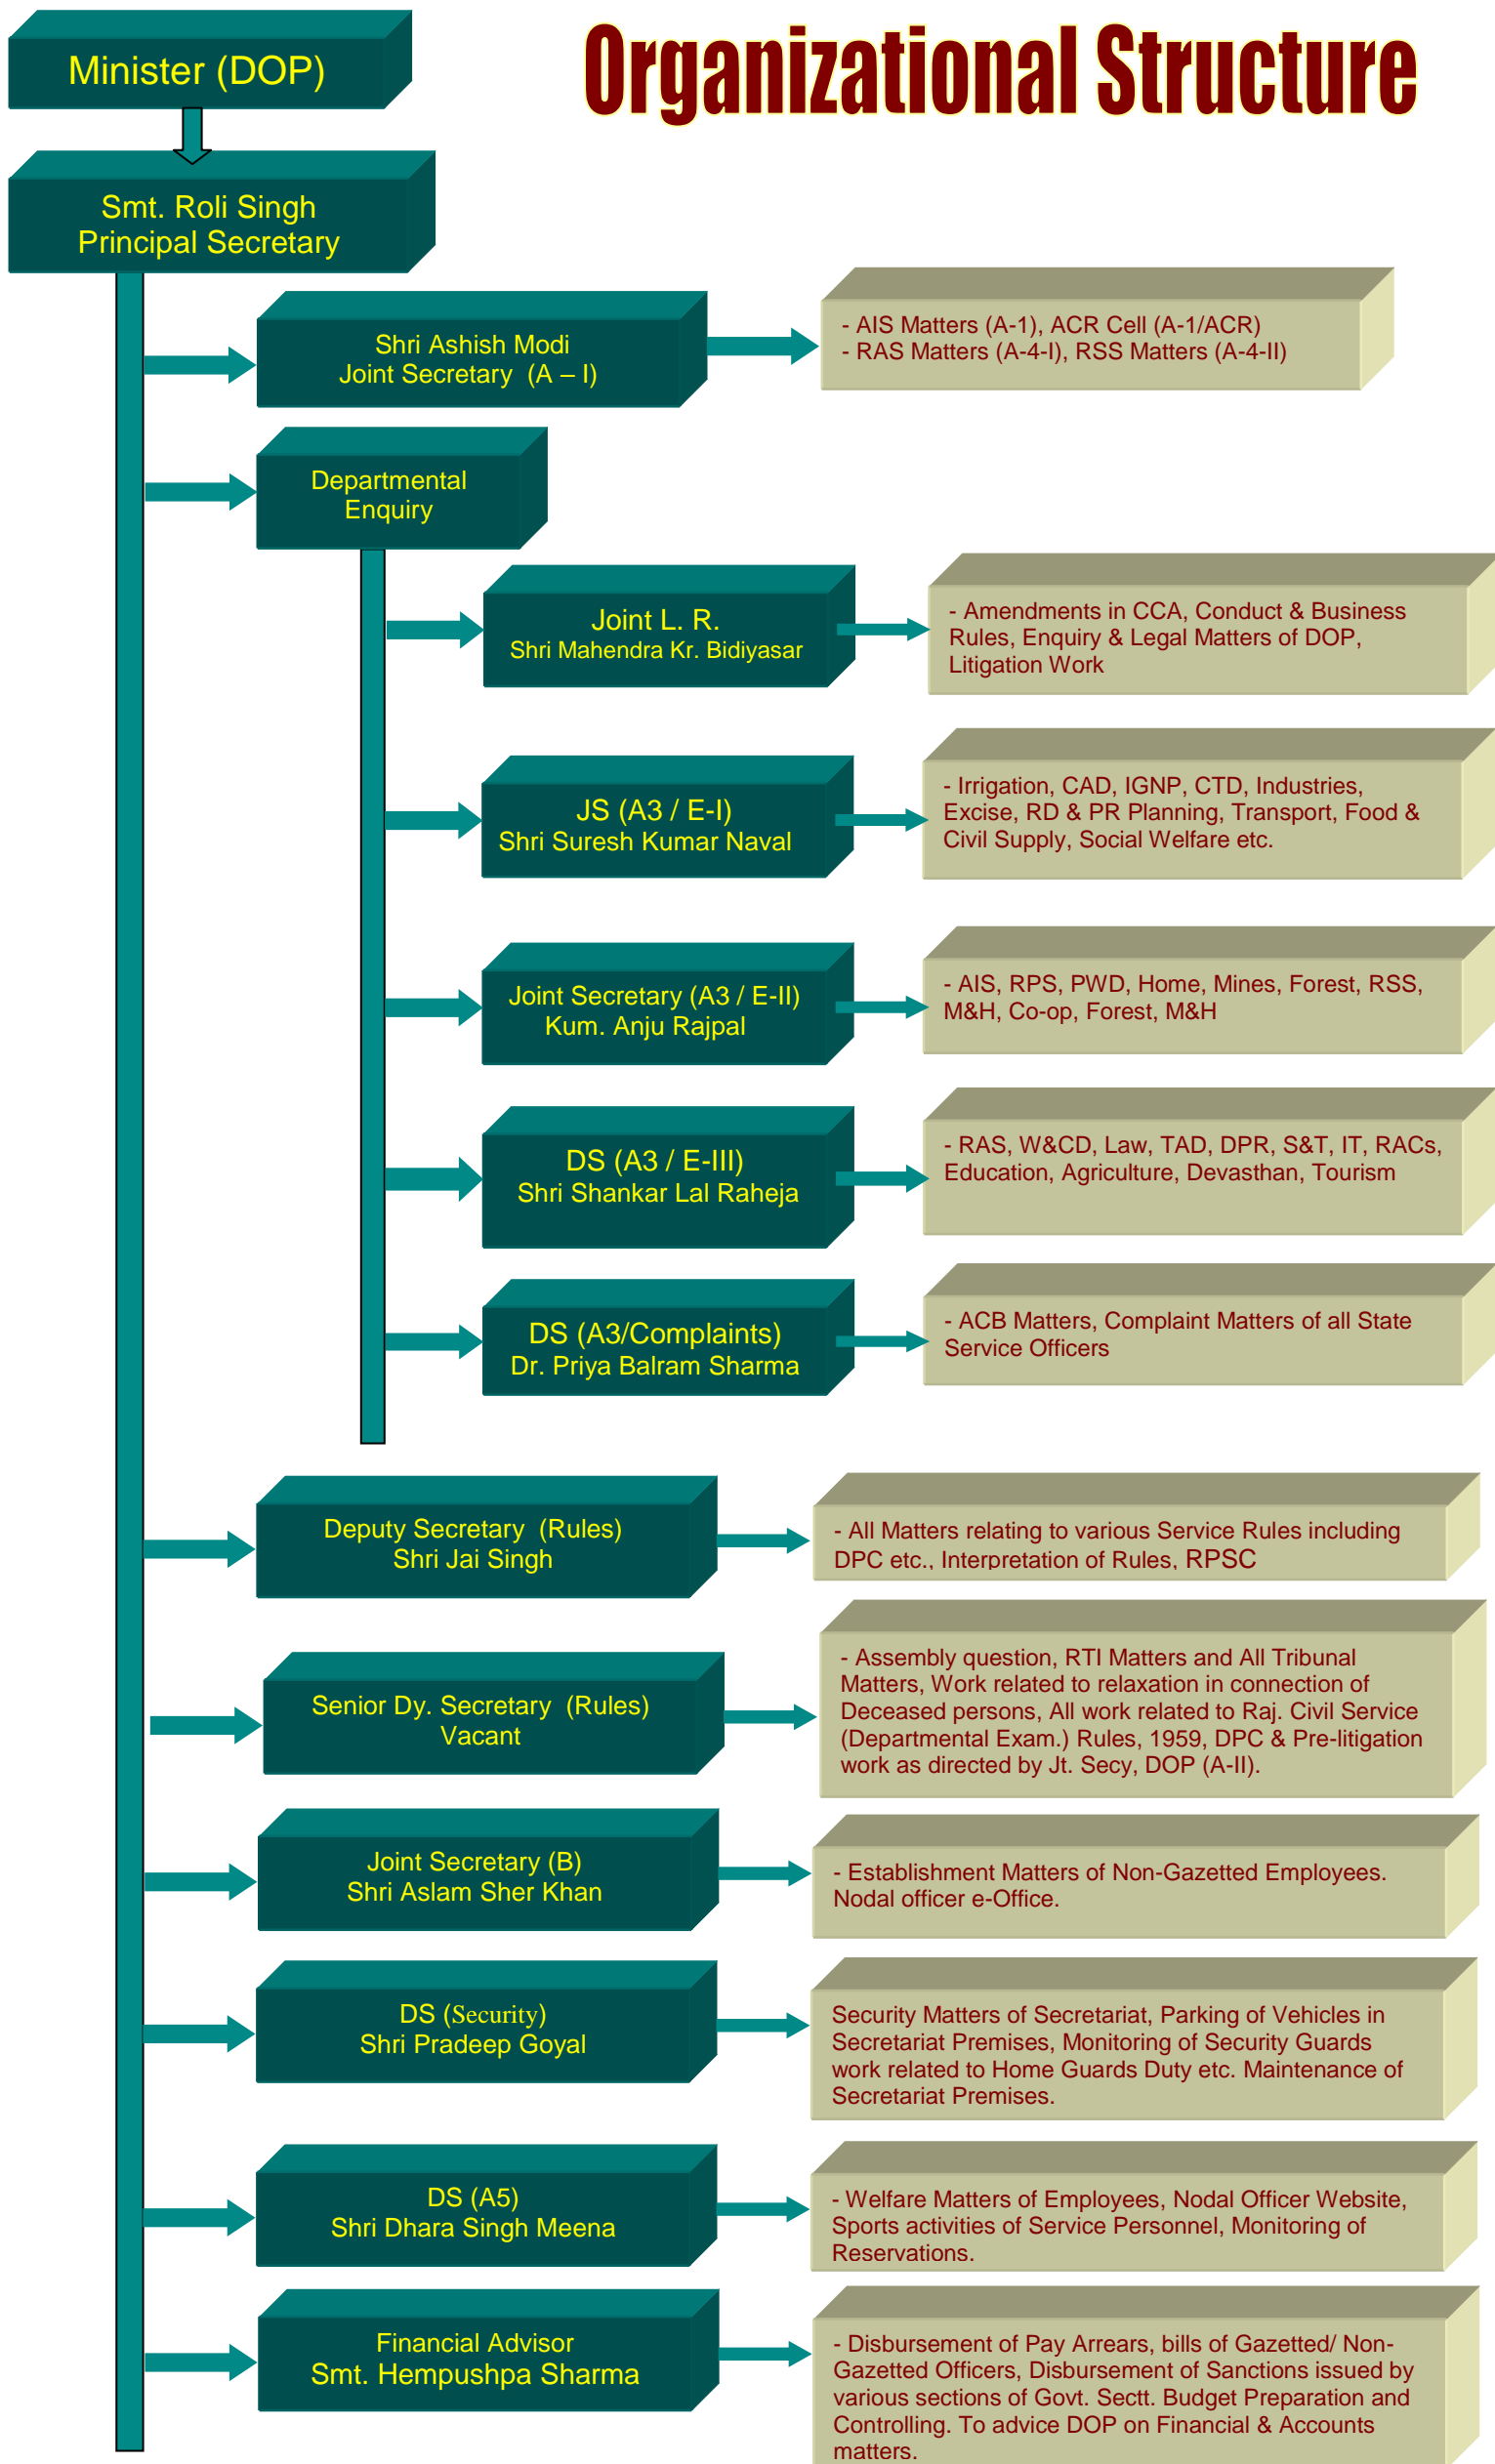 Organizational Structure
Minister (DOP)
Smt. Roli Singh
Principal Secretary
Shri Ashish Modi
Joint Secretary  (A – I)
- AIS Matters (A-1), ACR Cell (A-1/ACR)
- RAS Matters (A-4-I), RSS Matters (A-4-II)
Departmental
Enquiry
Joint L. R.
Shri Mahendra Kr. Bidiyasar
- Amendments in CCA, Conduct & Business
Rules, Enquiry & Legal Matters of DOP,
Litigation Work
JS (A3 / E-I)
Shri Suresh Kumar Naval
- Irrigation, CAD, IGNP, CTD, Industries,
Excise, RD & PR Planning, Transport, Food &
Civil Supply, Social Welfare etc.
Joint Secretary (A3 / E-II)
Kum. Anju Rajpal
- AIS, RPS, PWD, Home, Mines, Forest, RSS,
M&H, Co-op, Forest, M&H
DS (A3 / E-III)
Shri Shankar Lal Raheja
- RAS, W&CD, Law, TAD, DPR, S&T, IT, RACs,
Education, Agriculture, Devasthan, Tourism
DS (A3/Complaints)
Dr. Priya Balram Sharma
- ACB Matters, Complaint Matters of all State
Service Officers
Deputy Secretary  (Rules)
Shri Jai Singh
- All Matters relating to various Service Rules including
DPC etc., Interpretation of Rules, RPSC
Senior Dy. Secretary  (Rules)
Vacant
- Assembly question, RTI Matters and All Tribunal
Matters, Work related to relaxation in connection of
Deceased persons, All work related to Raj. Civil Service
(Departmental Exam.) Rules, 1959, DPC & Pre-litigation
work as directed by Jt. Secy, DOP (A-II).
Joint Secretary (B)
Shri Aslam Sher Khan
- Establishment Matters of Non-Gazetted Employees.
Nodal officer e-Office.
DS (Security)
Shri Pradeep Goyal
Security Matters of Secretariat, Parking of Vehicles in
Secretariat Premises, Monitoring of Security Guards
work related to Home Guards Duty etc. Maintenance of
Secretariat Premises.
DS (A5)
Shri Dhara Singh Meena
- Welfare Matters of Employees, Nodal Officer Website,
Sports activities of Service Personnel, Monitoring of
Reservations.
Financial Advisor
Smt. Hempushpa Sharma
- Disbursement of Pay Arrears, bills of Gazetted/ Non-
Gazetted Officers, Disbursement of Sanctions issued by
various sections of Govt. Sectt. Budget Preparation and
Controlling. To advice DOP on Financial & Accounts
matters.